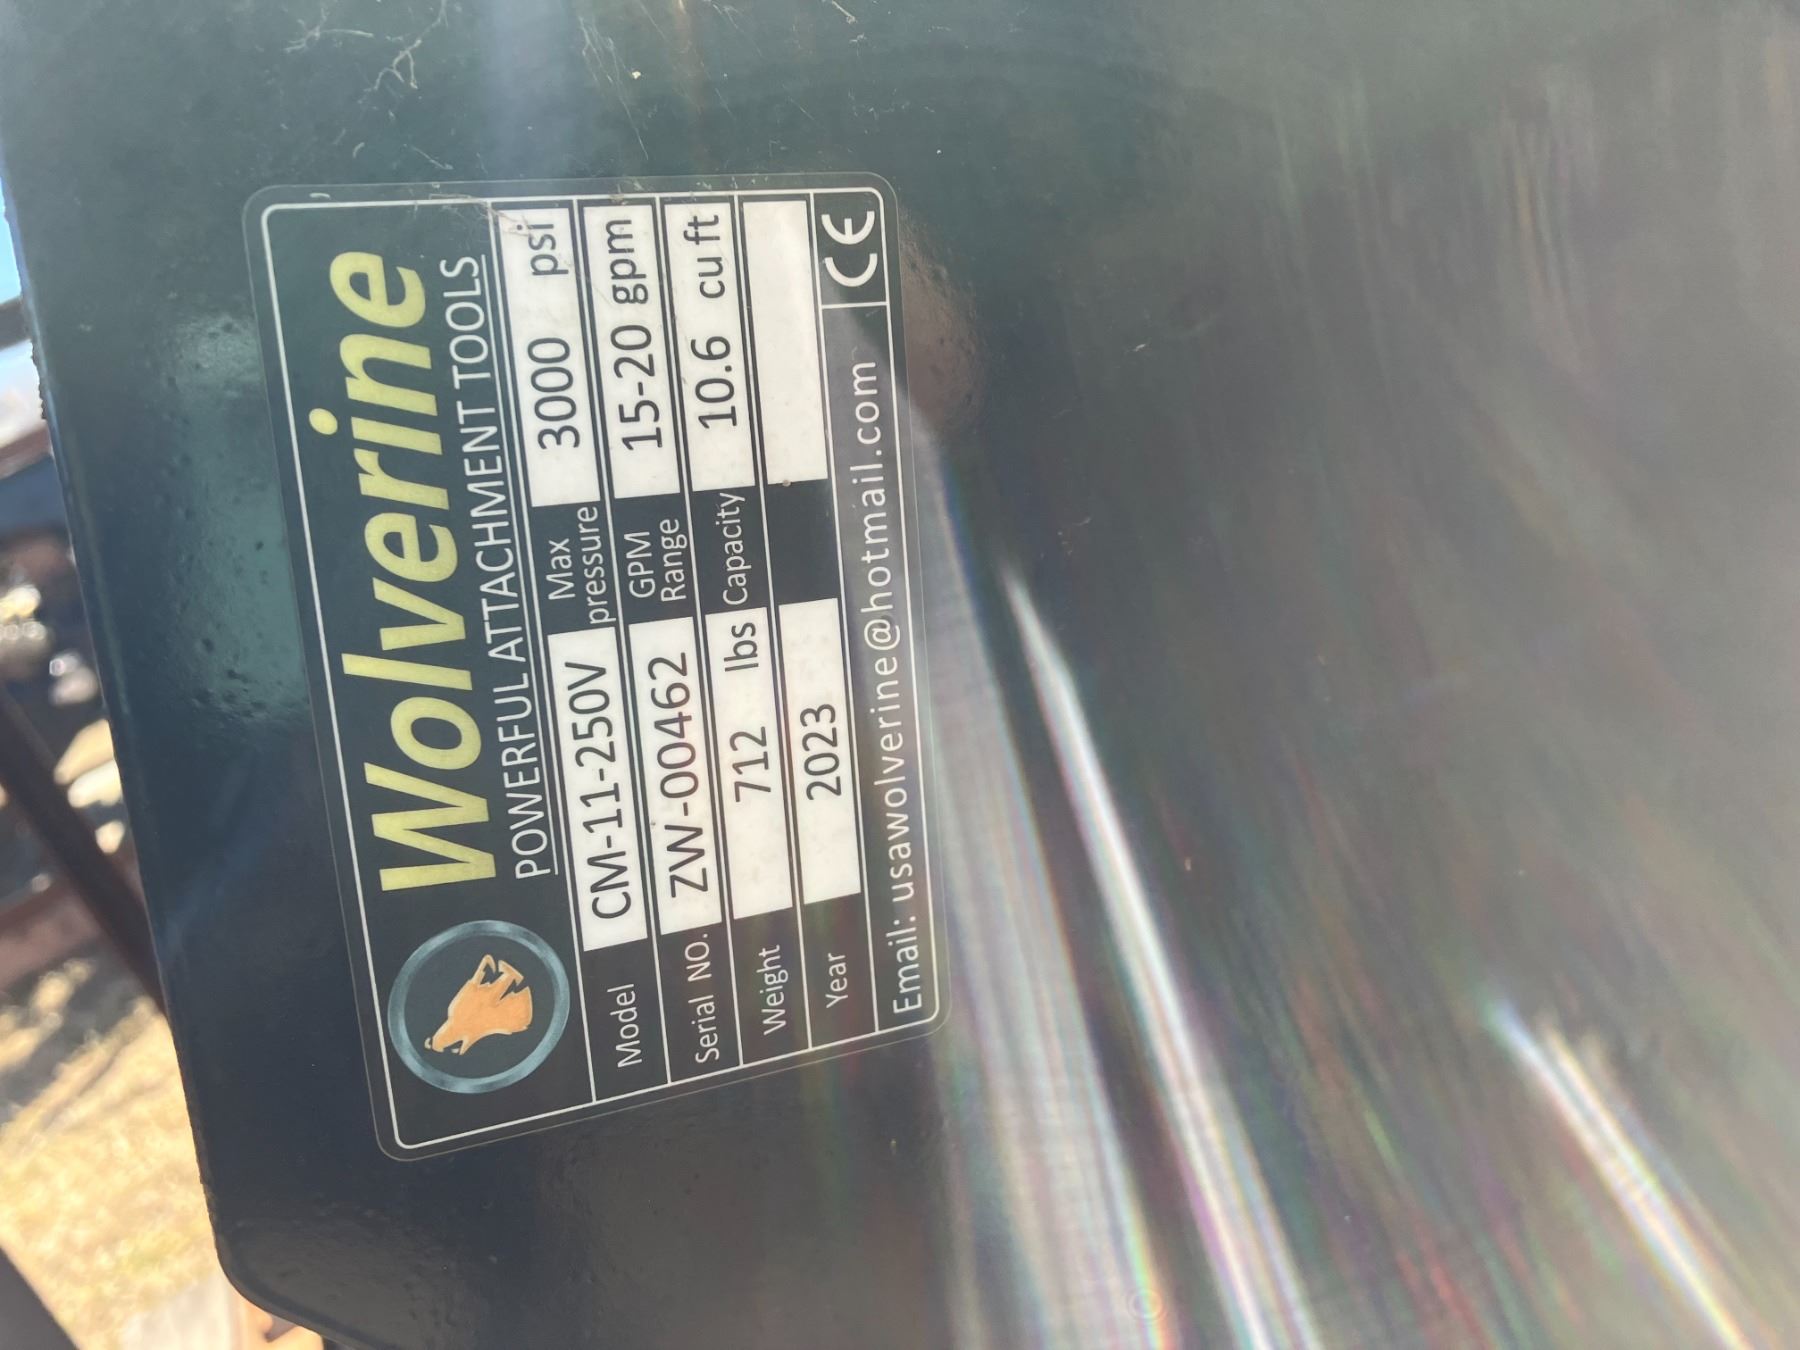 Wolverine
POWERFUL ATTACHMENT TOOLS
Model CM-11-250V Max pressure 3000 psi
Serial NO. ZW-00462 GPM Range 15-20 gpm
Weight 712 lbs Capacity 10.6 cu ft
Year 2023
Email: usawolverine@hotmail.com CE